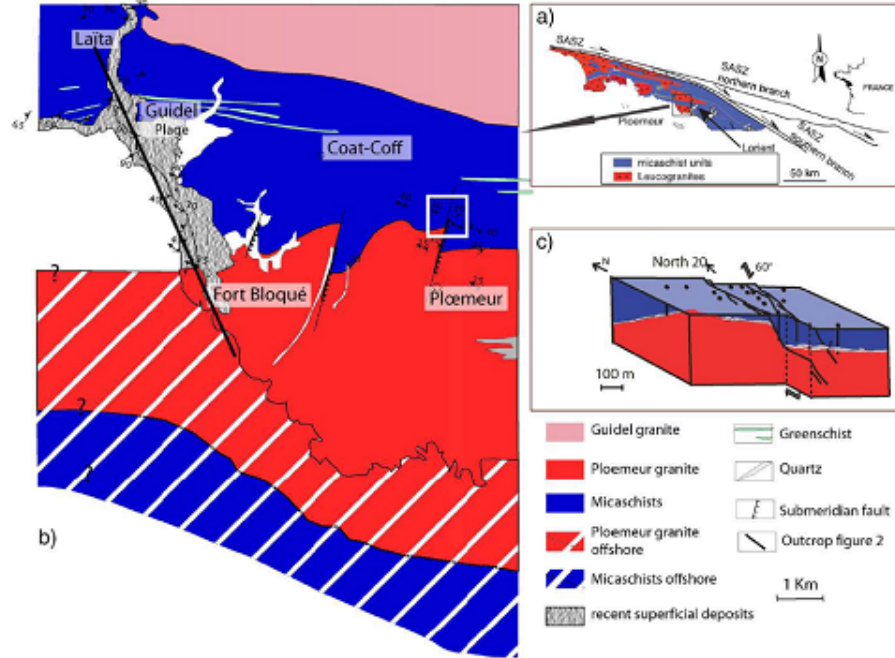 a)
SASZ
SASZ
northern branch
N
FRANCE
Ploemeur
SASZ
southern branch
Lorient
micaschist units
Leucogranites
50 km
Laïta
65
Guidel
Plage
90
Coat-Coff
Fort Bloqué
Plœmeur
?
?
?
b)
c)
N
North 20
60°
100 m
Guidel granite
Ploemeur granite
Micaschists
Ploemeur granite
offshore
Micaschists offshore
recent superficial deposits
Greenschist
Quartz
Submeridian fault
Outcrop figure 2
1 Km